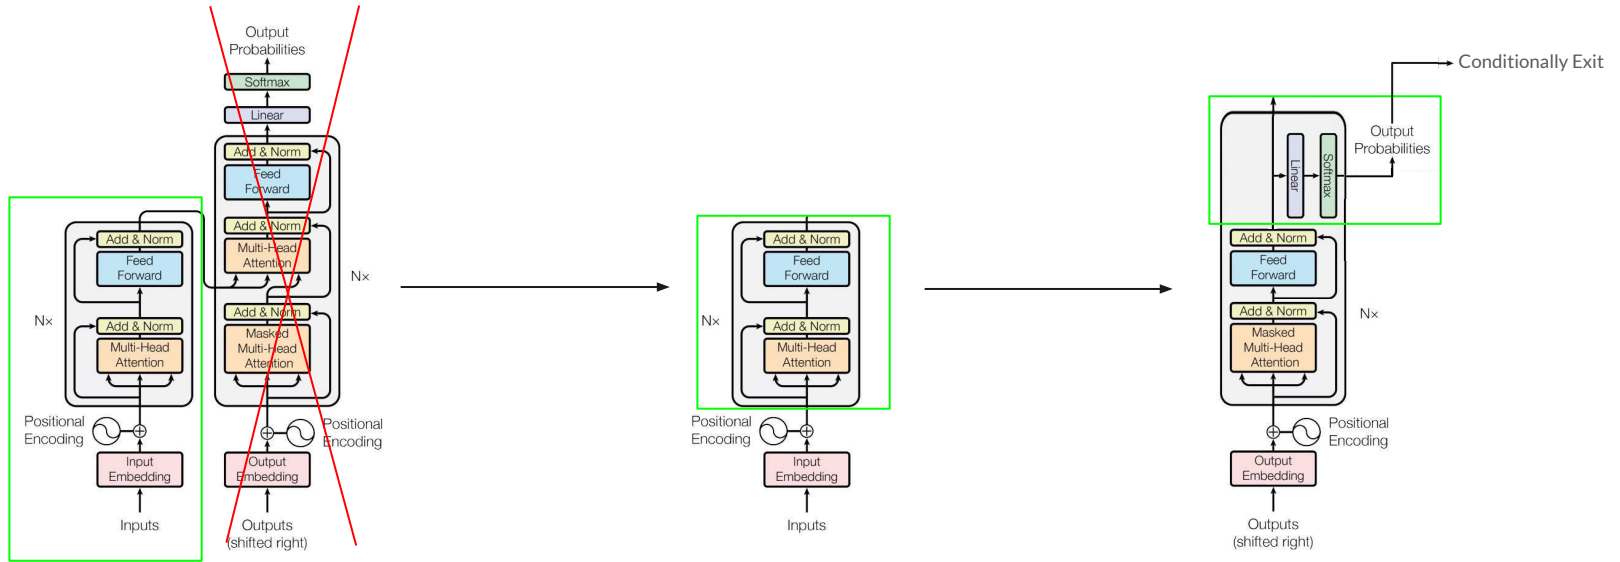 Output
Probabilities
Softmax
Linear
Add & Norm
Feed
Forward
Add & Norm
Multi-Head
Attention
Nx
Add & Norm
Masked
Multi-Head
Attention
Positional
Encoding
Output
Embedding
Outputs
(shifted right)
Add & Norm
Feed
Forward
Nx
Add & Norm
Multi-Head
Attention
Positional
Encoding
Input
Embedding
Inputs
Add & Norm
Feed
Forward
Nx
Add & Norm
Multi-Head
Attention
Positional
Encoding
Input
Embedding
Inputs
Conditionally Exit
Output
Probabilities
Linear
Softmax
Add & Norm
Feed
Forward
Add & Norm
Nx
Masked
Multi-Head
Attention
Positional
Encoding
Output
Embedding
Outputs
(shifted right)